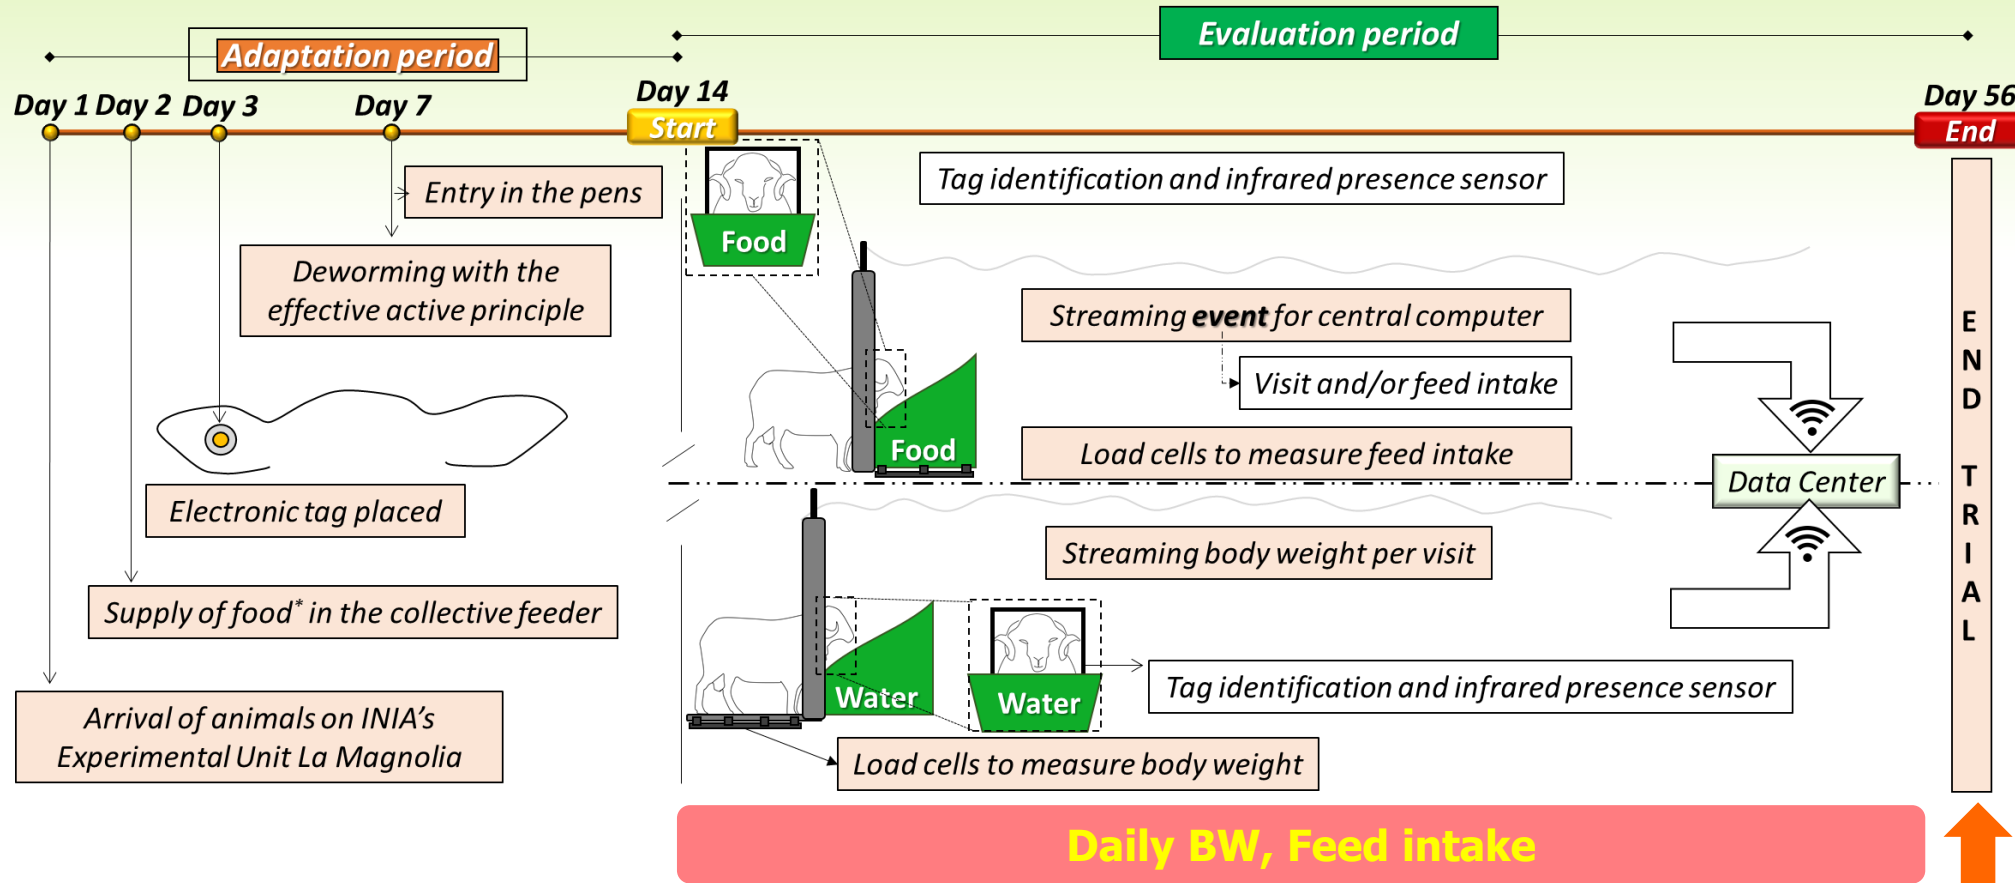 Adaptation period
Evaluation period
Day 1
Day 2
Day 3
Day 7
Day 14
Start
Day 56
End
Entry in the pens
Deworming with the
effective active principle
Electronic tag placed
Supply of food* in the collective feeder
Arrival of animals on INIA's
Experimental Unit La Magnolia
Food
Tag identification and infrared presence sensor
Streaming event for central computer
Visit and/or feed intake
Food
Load cells to measure feed intake
Data Center
Streaming body weight per visit
Water
Water
Tag identification and infrared presence sensor
Load cells to measure body weight
END TRIAL
Daily BW, Feed intake